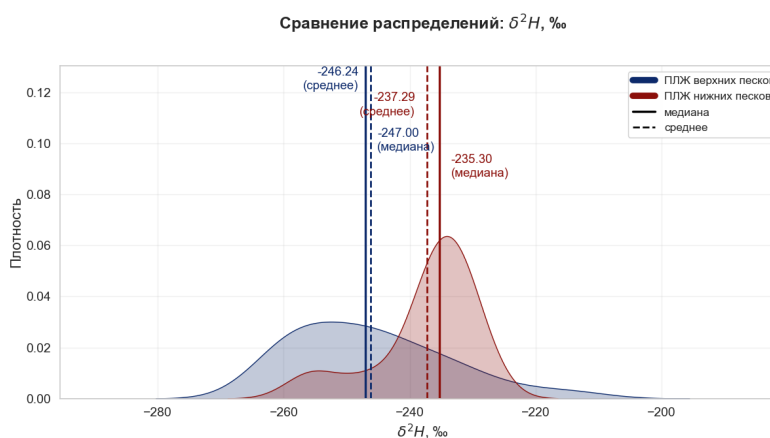 Сравнение распределений: δ²H, ‰
-246.24
(среднее)
-237.29
(среднее)
-247.00
(медиана)
-235.30
(медиана)
ПЛЖ верхних песков
ПЛЖ нижних песков
медиана
среднее
Плотность
0.12
0.10
0.08
0.06
0.04
0.02
0.00
−280
−260
−240
−220
−200
δ²H, ‰